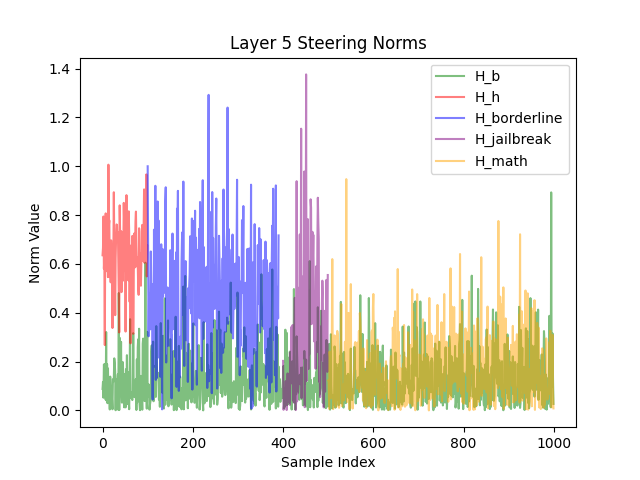 Layer 5 Steering Norms
Norm Value
1.4
1.2
1.0
0.8
0.6
0.4
0.2
0.0
H_b
H_h
H_borderline
H_jailbreak
H_math
0
200
400
600
800
1000
Sample Index